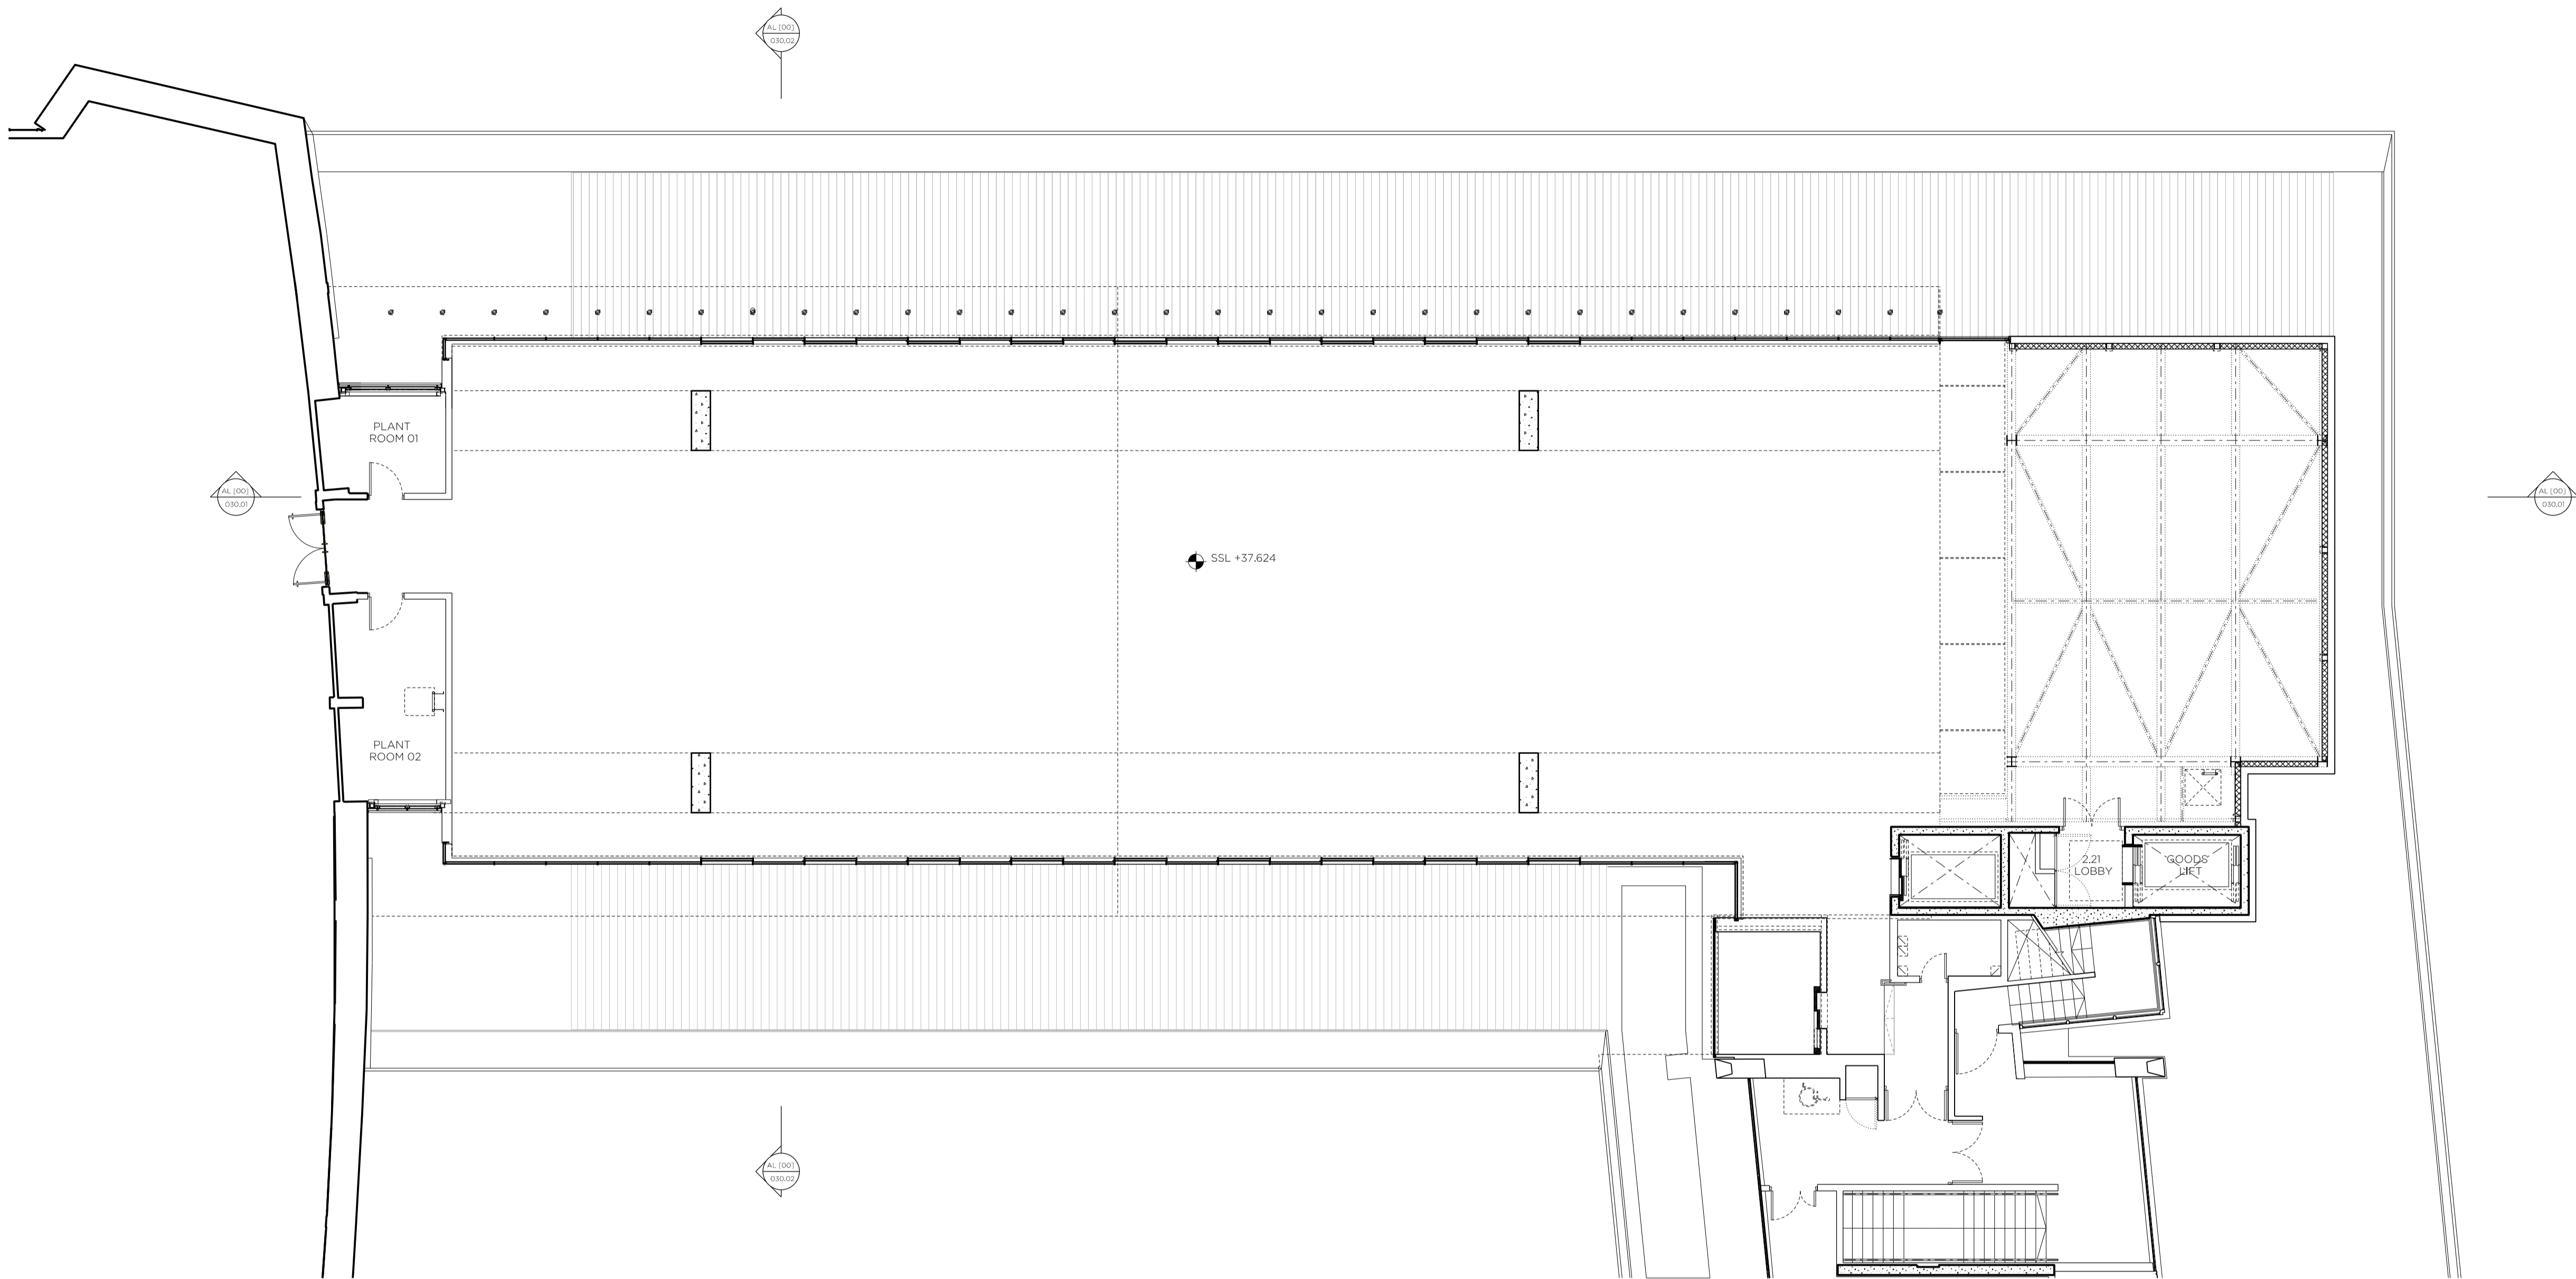 AL [00]
030.02
PLANT
ROOM 01
AL [00]
030.01
AL [00]
030.01
SSL +37.624
PLANT
ROOM 02
2.21
LOBBY
GOODS
LIFT
AL [00]
030.02